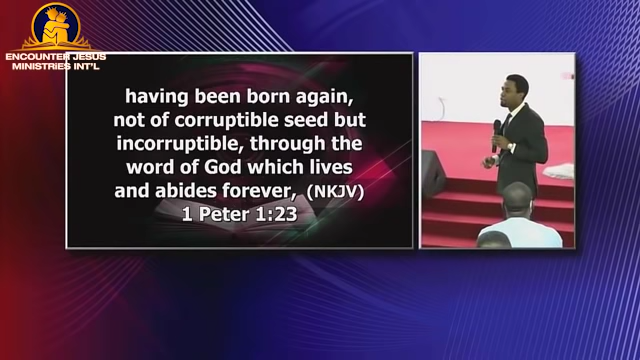 ENCOUNTER JESUS
MINISTRIES INT'L
having been born again,
not of corruptible seed but
incorruptible, through the
word of God which lives
and abides forever, (NKJV)
1 Peter 1:23